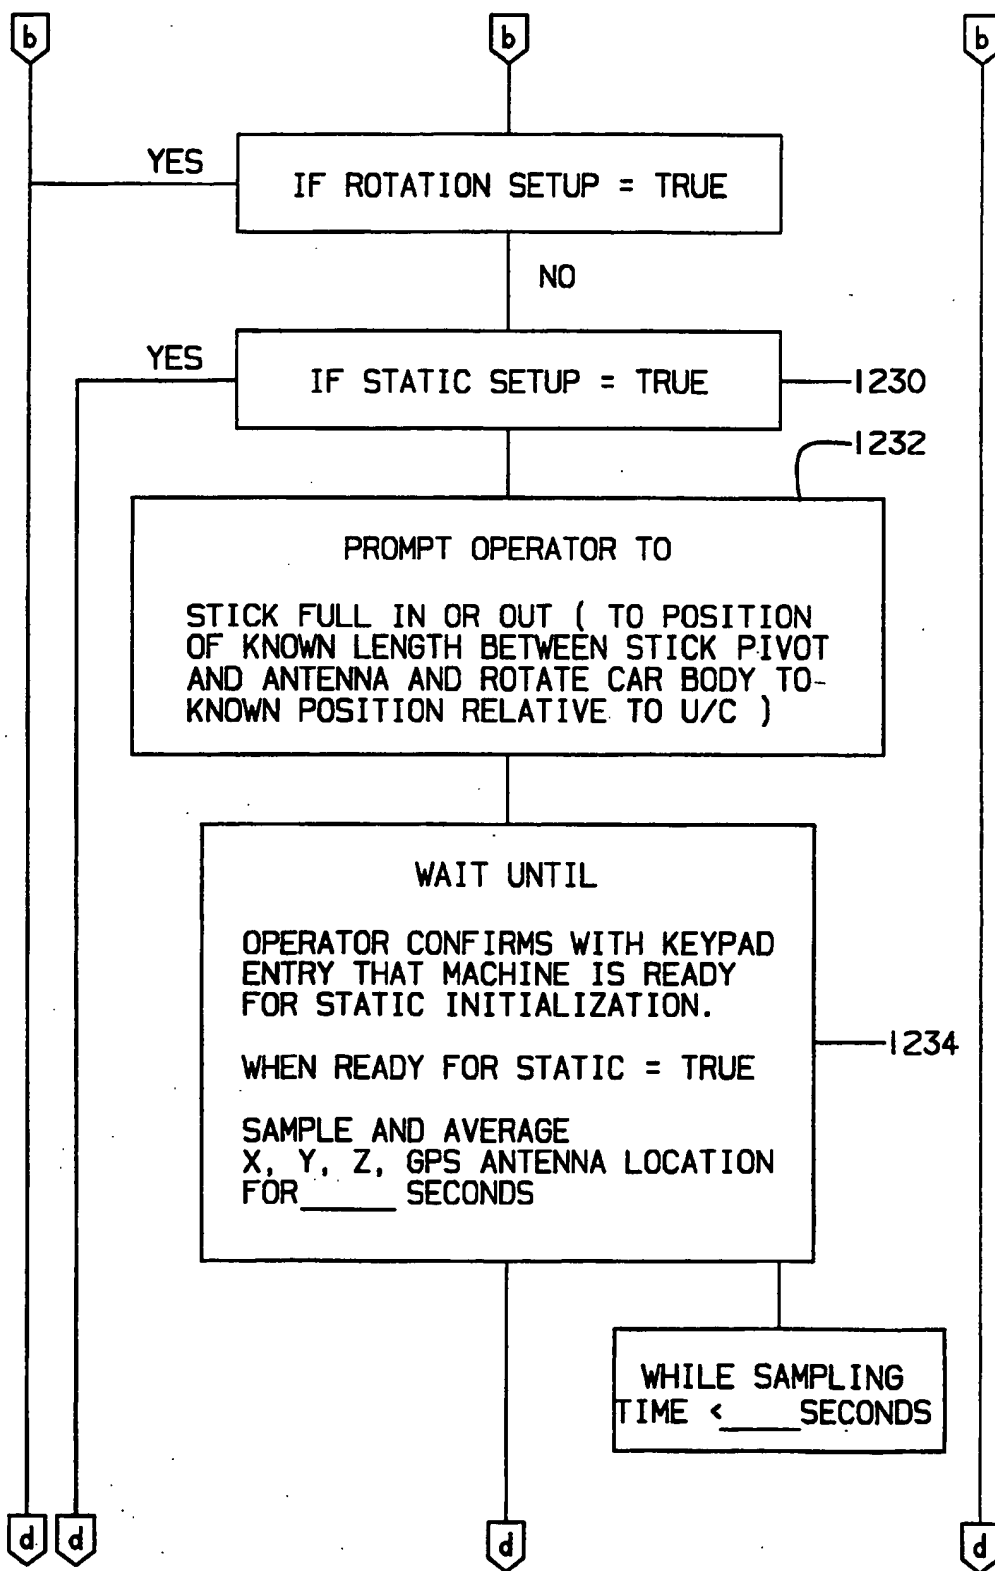 b b b
YES
IF ROTATION SETUP = TRUE
NO
YES
IF STATIC SETUP = TRUE
1230
1232
PROMPT OPERATOR TO
STICK FULL IN OR OUT ( TO POSITION
OF KNOWN LENGTH BETWEEN STICK PIVOT
AND ANTENNA AND ROTATE CAR BODY TO-
KNOWN POSITION RELATIVE TO U/C )
WAIT UNTIL
OPERATOR CONFIRMS WITH KEYPAD
ENTRY THAT MACHINE IS READY
FOR STATIC INITIALIZATION.
1234
WHEN READY FOR STATIC = TRUE
SAMPLE AND AVERAGE
X, Y, Z, GPS ANTENNA LOCATION
FOR_____ SECONDS
WHILE SAMPLING
TIME <____SECONDS
d d d d